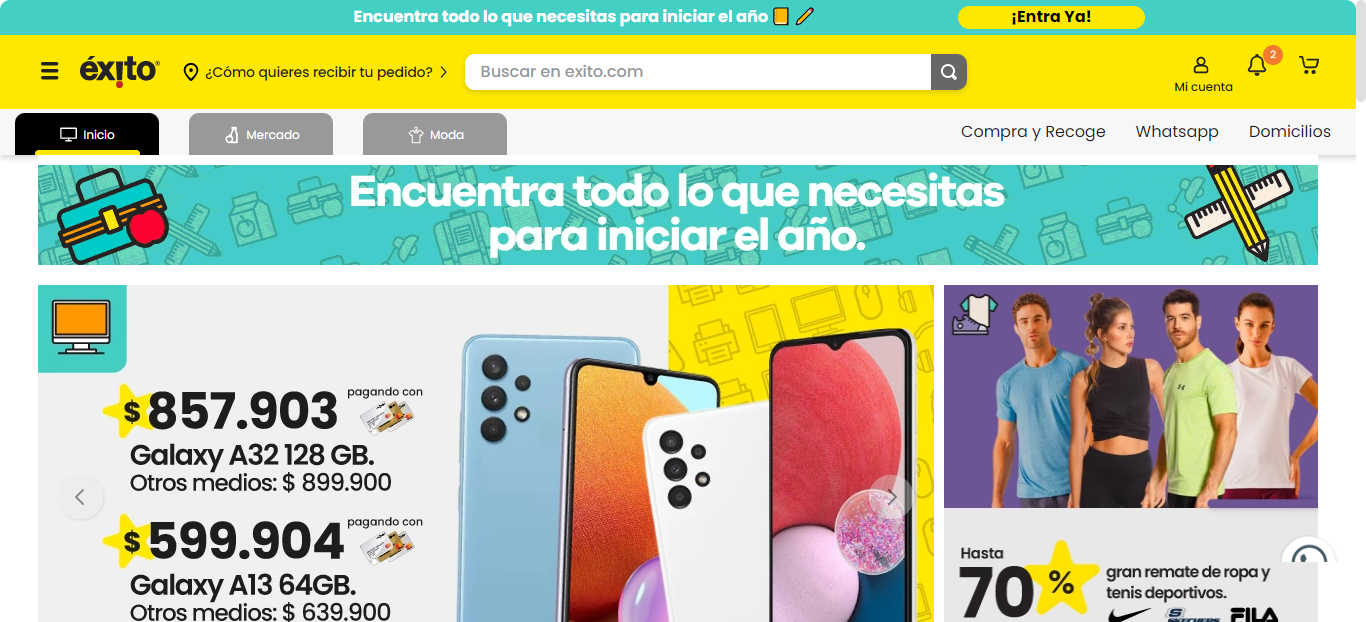 Encuentra todo lo que necesitas para iniciar el año
¡Entra Ya!
éxito
¿Cómo quieres recibir tu pedido?
Buscar en exito.com
Mi cuenta
2
Inicio
Mercado
Moda
Compra y Recoge
Whatsapp
Domicilios
Encuentra todo lo que necesitas
para iniciar el año.
$857.903
pagando con
Galaxy A32 128 GB.
Otros medios: $ 899.900
$599.904
pagando con
Galaxy A13 64GB.
Otros medios: $ 639.900
Hasta
70%
gran remate de ropa y
tenis deportivos.
SKECHERS
FILA